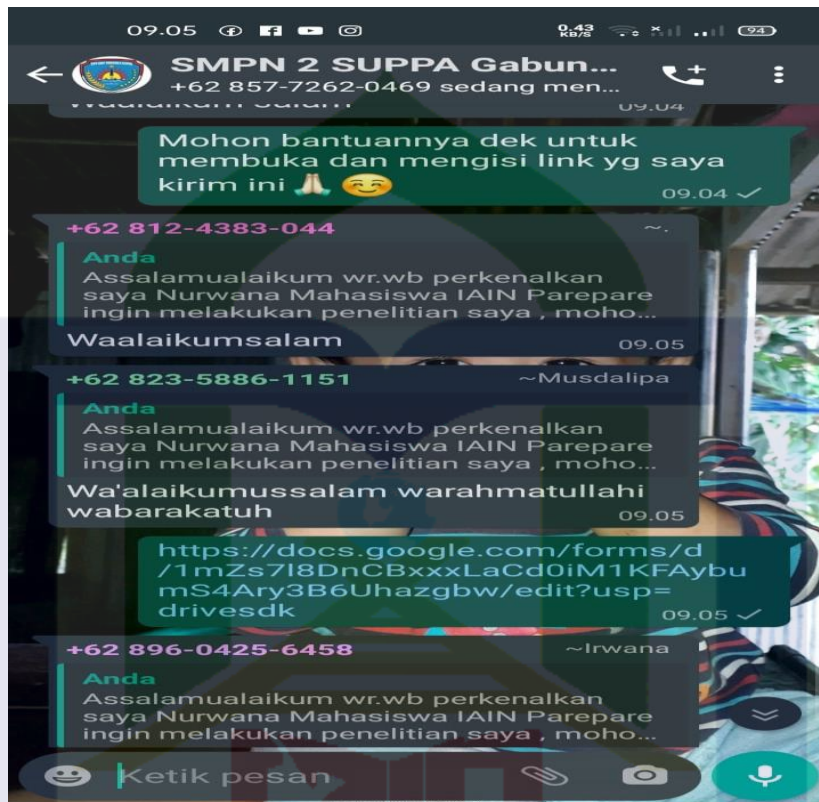 09.05
0.43
KB/S
94
SMPN 2 SUPPA Gabun...
+62 857-7262-0469 sedang men...
Waalaikum salam
09.04
Mohon bantuannya dek untuk
membuka dan mengisi link yg saya
kirim ini 🙏🏻 ☺️
09.04
+62 812-4383-044
~.
Anda
Assalamualaikum wr.wb perkenalkan
saya Nurwana Mahasiswa IAIN Parepare
ingin melakukan penelitian saya , moho...
Waalaikumsalam
09.05
+62 823-5886-1151 ~Musdalipa
Anda
Assalamualaikum wr.wb perkenalkan
saya Nurwana Mahasiswa IAIN Parepare
ingin melakukan penelitian saya , moho...
Wa'alaikumussalam warahmatullahi
wabarakatuh
09.05
https://docs.google.com/forms/d
/1mZs7l8DnCBxxxLaCd0iM1KFAybu
mS4Ary3B6Uhazgbw/edit?usp=
drivesdk
09.05
+62 896-0425-6458 ~Irwana
Anda
Assalamualaikum wr.wb perkenalkan
saya Nurwana Mahasiswa IAIN Parepare
ingin melakukan penelitian saya , moho...
Ketik pesan